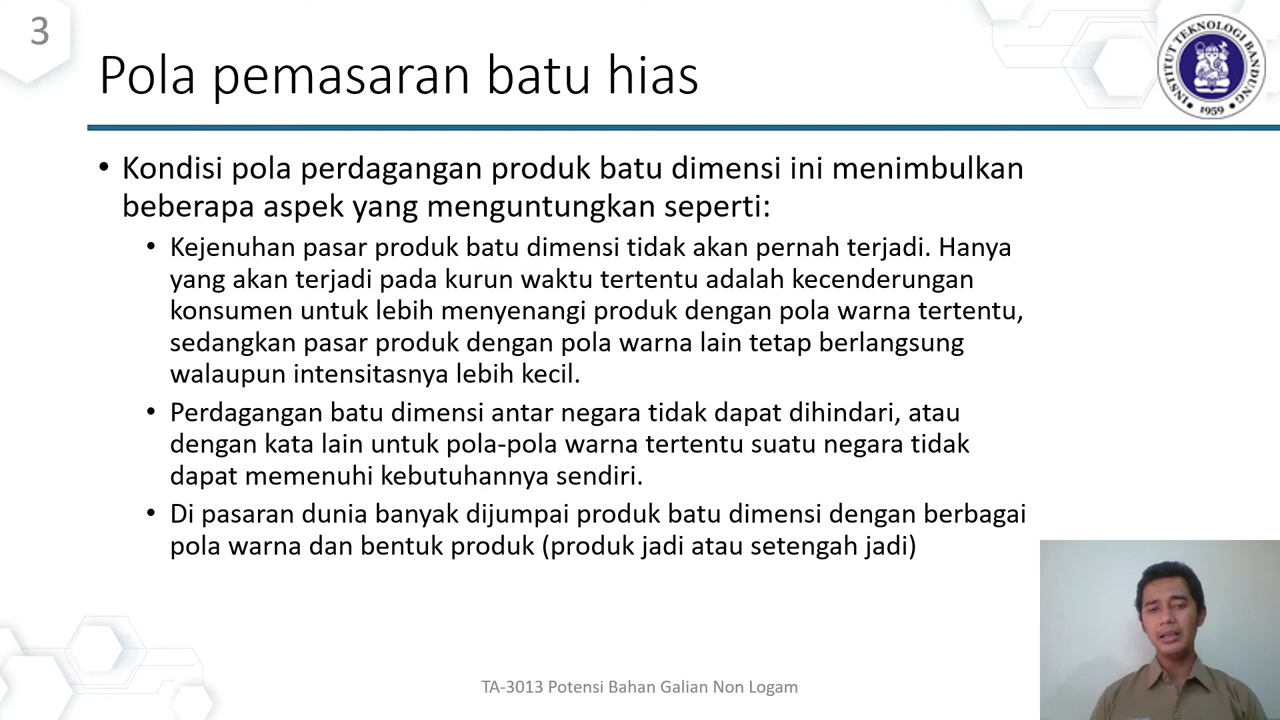 3
Pola pemasaran batu hias
INSTITUT TEKNOLOGI BANDUNG
1959
• Kondisi pola perdagangan produk batu dimensi ini menimbulkan
beberapa aspek yang menguntungkan seperti:
• Kejenuhan pasar produk batu dimensi tidak akan pernah terjadi. Hanya
yang akan terjadi pada kurun waktu tertentu adalah kecenderungan
konsumen untuk lebih menyenangi produk dengan pola warna tertentu,
sedangkan pasar produk dengan pola warna lain tetap berlangsung
walaupun intensitasnya lebih kecil.
• Perdagangan batu dimensi antar negara tidak dapat dihindari, atau
dengan kata lain untuk pola-pola warna tertentu suatu negara tidak
dapat memenuhi kebutuhannya sendiri.
• Di pasaran dunia banyak dijumpai produk batu dimensi dengan berbagai
pola warna dan bentuk produk (produk jadi atau setengah jadi)
TA-3013 Potensi Bahan Galian Non Logam